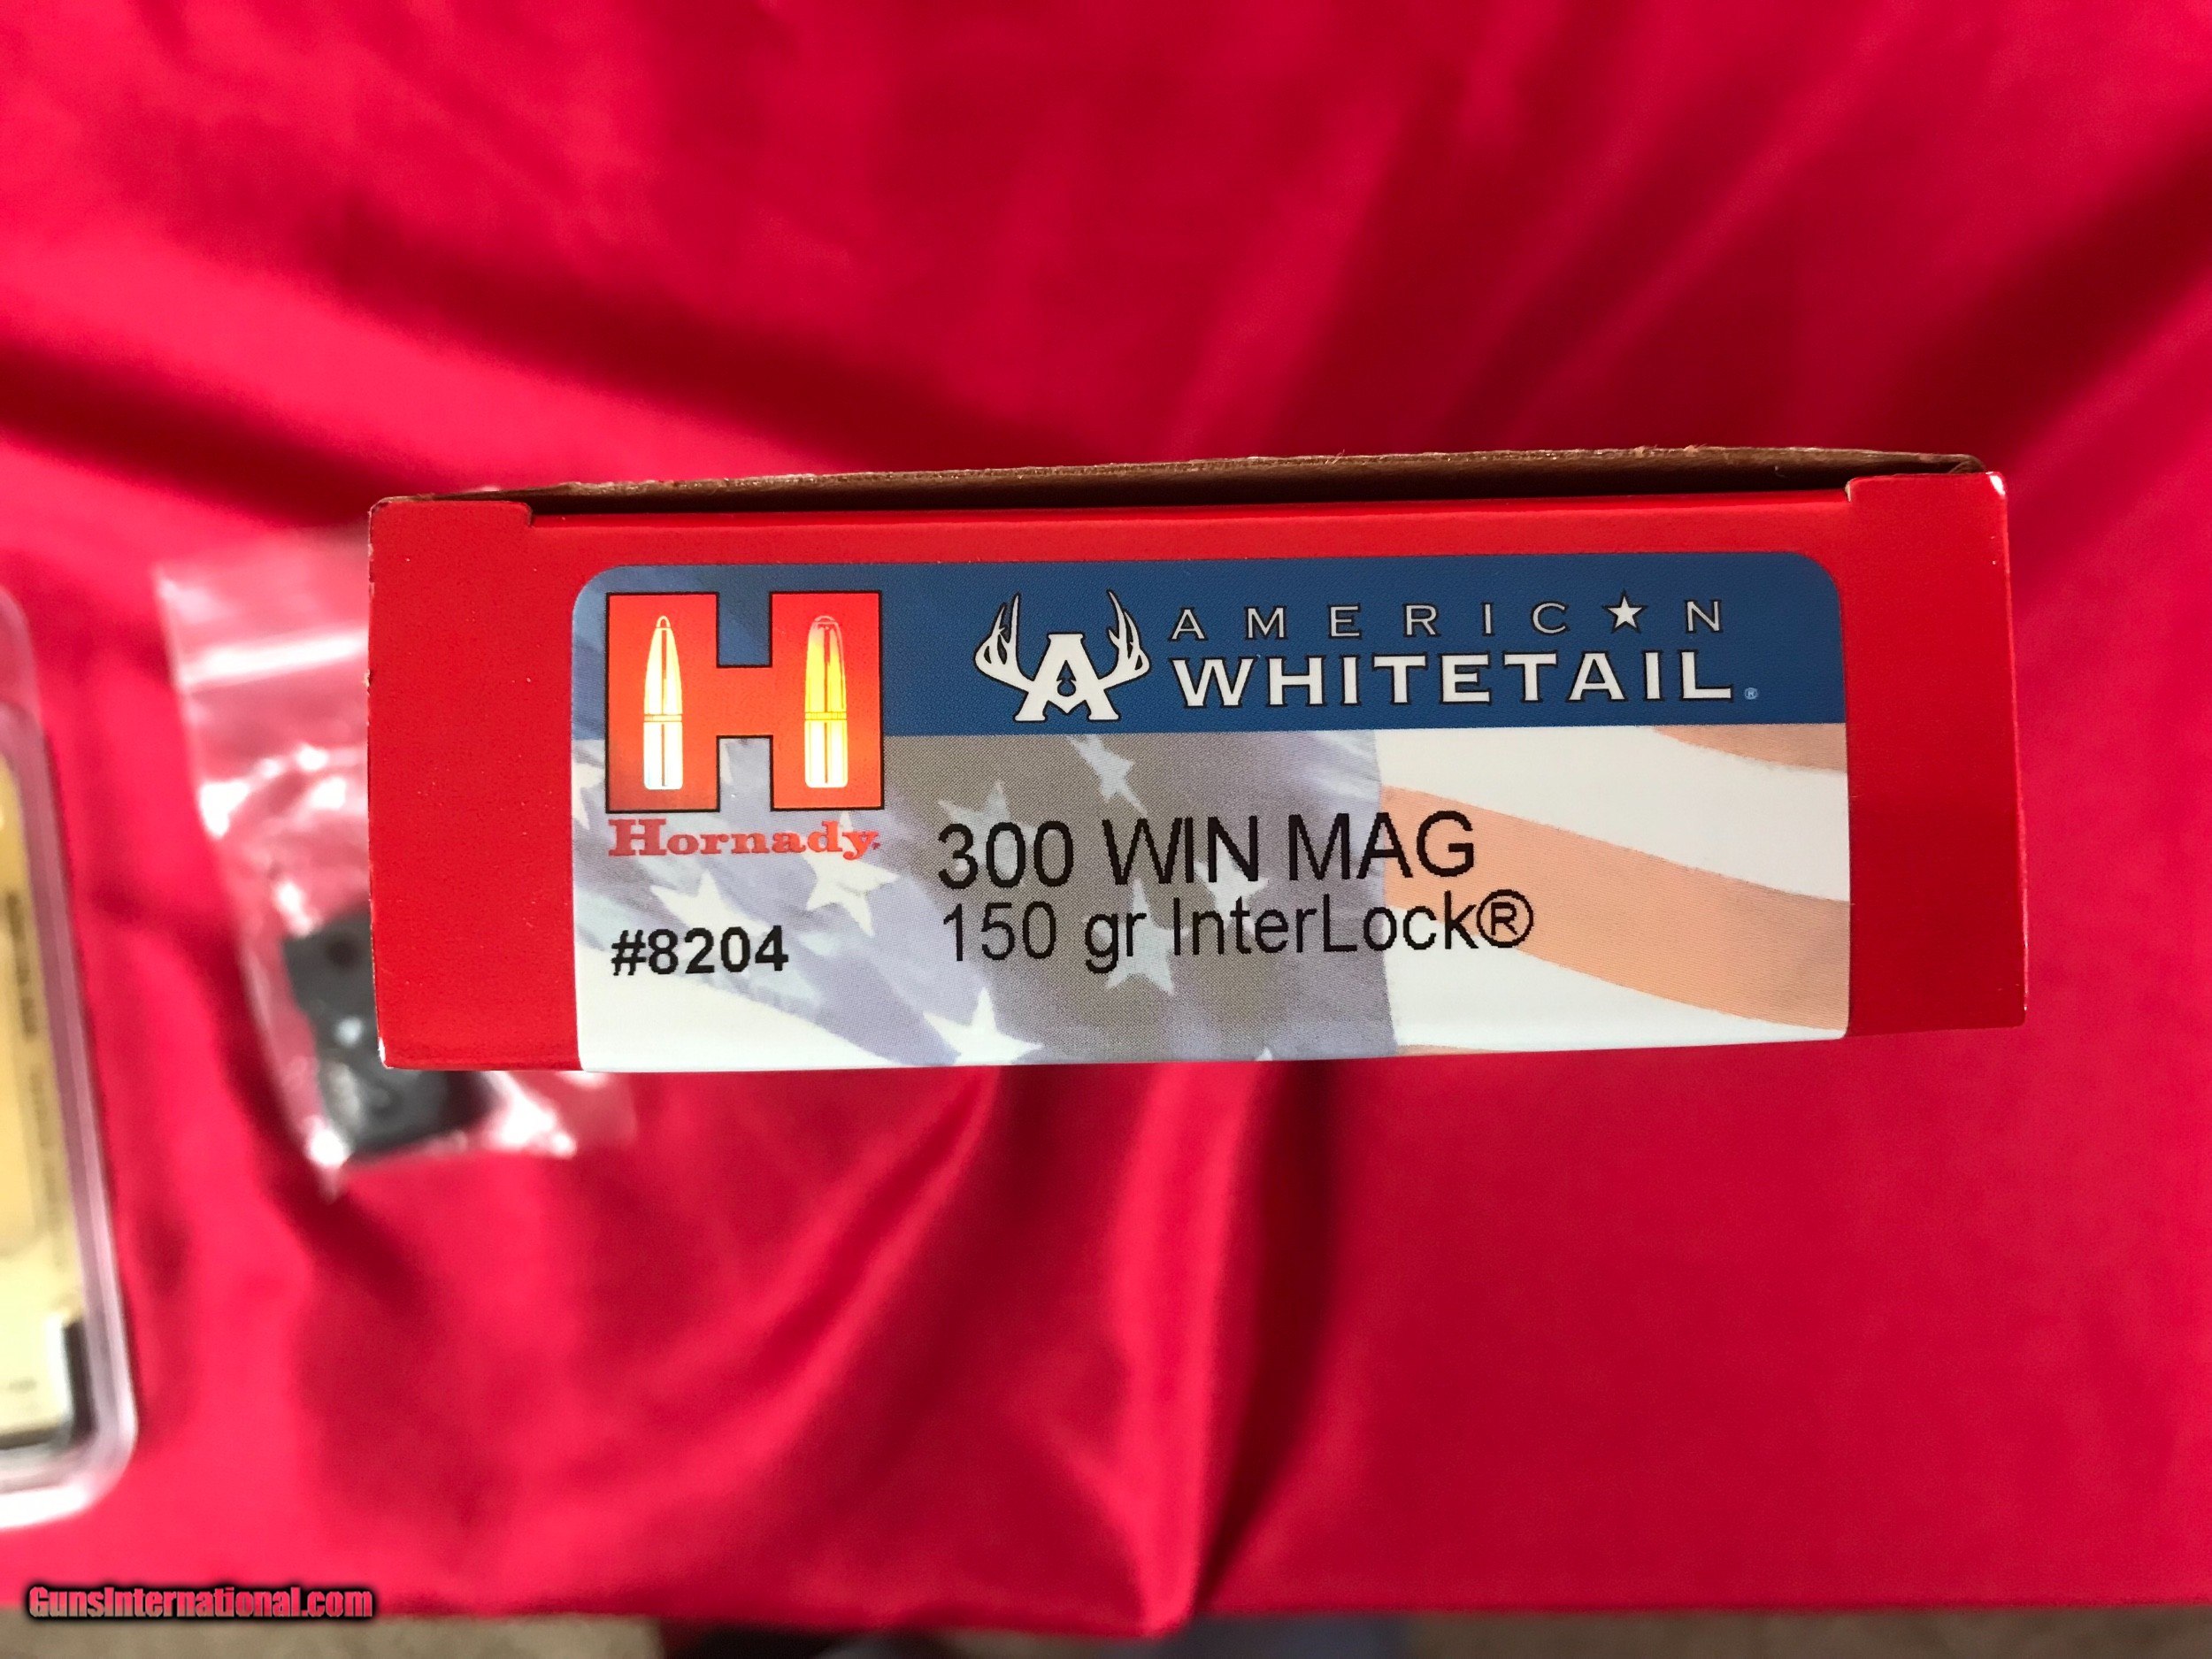 AMERICAN
WHITETAIL®
Hornady
300 WIN MAG
150 gr InterLock®
#8204
GunsInternational.com